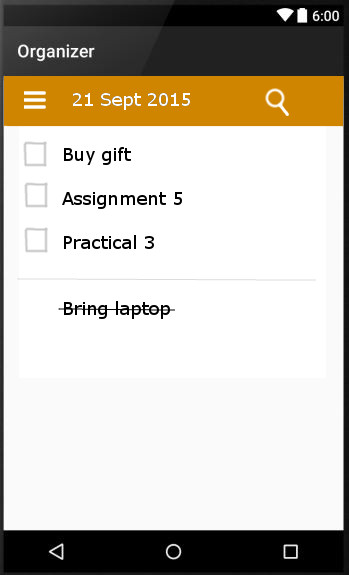 6:00
Organizer
21 Sept 2015
Buy gift
Assignment 5
Practical 3
Bring laptop